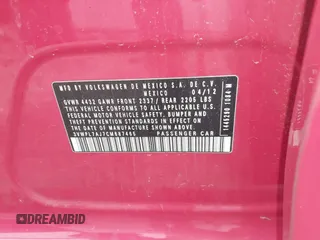 MFD BY VOLKSWAGEN DE MEXICO S.A. DE C.V.
MEXICO 04/12
GVWR 4432 GAWR FRONT 2337/ REAR 2205 LBS
THIS VEHICLE CONFORMS TO ALL APPLICABLE U.S.
FEDERAL MOTOR VEHICLE SAFETY, BUMPER, AND
THEFT PREVENTION STANDARDS IN EFFECT ON THE
DATE OF MANUFACTURE SHOWN ABOVE
PASSENGER CAR
DREAMBID